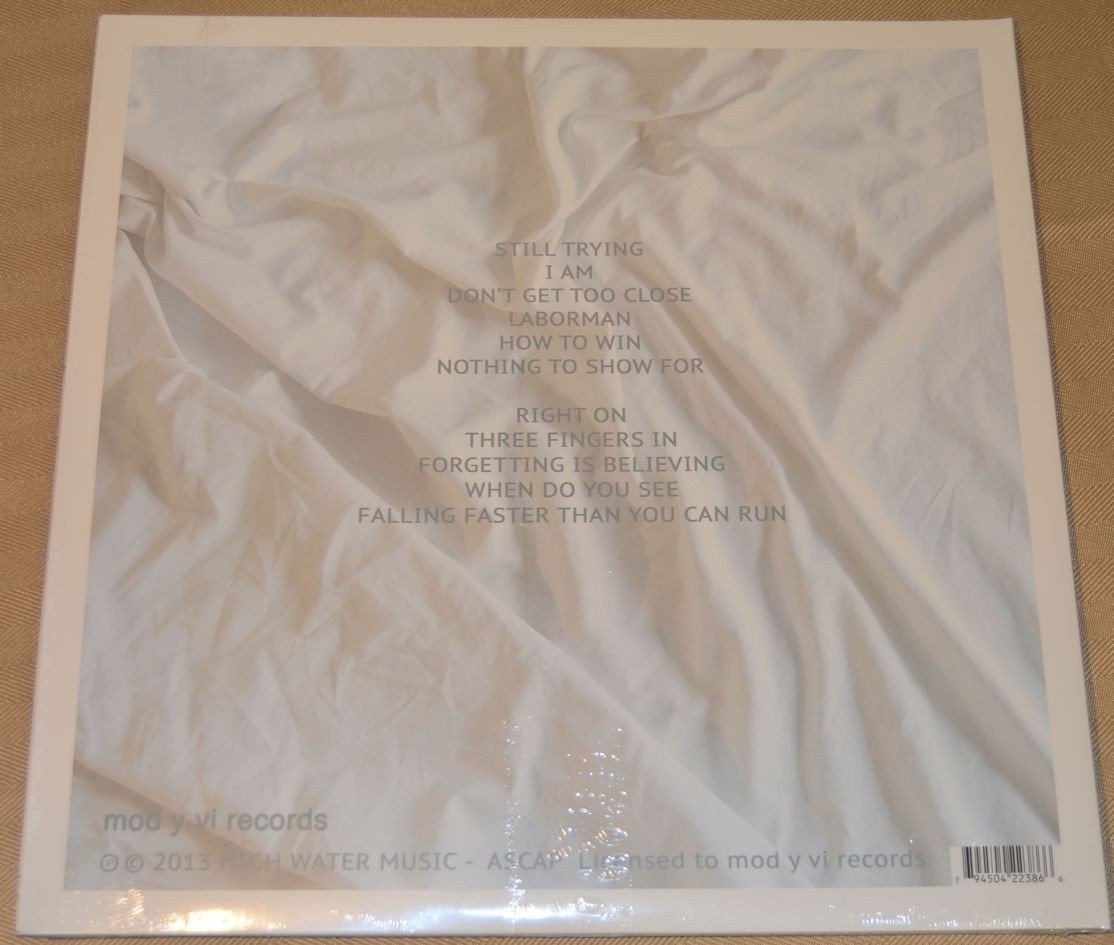 STILL TRYING
I AM
DON'T GET TOO CLOSE
LABORMAN
HOW TO WIN
NOTHING TO SHOW FOR
RIGHT ON
THREE FINGERS IN
FORGETTING IS BELIEVING
WHEN DO YOU SEE
FALLING FASTER THAN YOU CAN RUN
mod y vi records
℗ © 2013 HIGH WATER MUSIC - ASCAP Licensed to mod y vi records
7 94504 22386 6